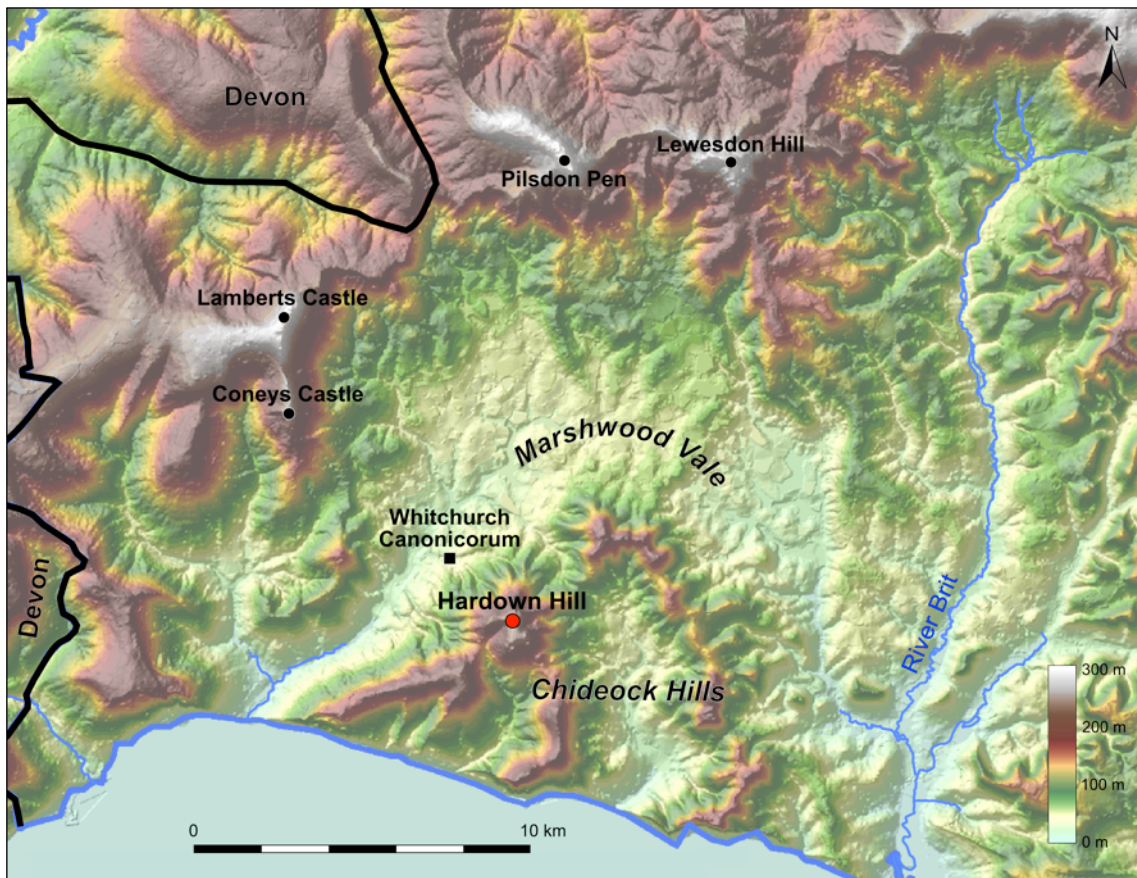 N
Devon
Lewesdon Hill
Pilsdon Pen
Lamberts Castle
Coneys Castle
Marshwood Vale
Whitchurch
Canonicorum
Devon
Hardown Hill
River Brit
Chideock Hills
300 m
200 m
100 m
0 m
0 10 km